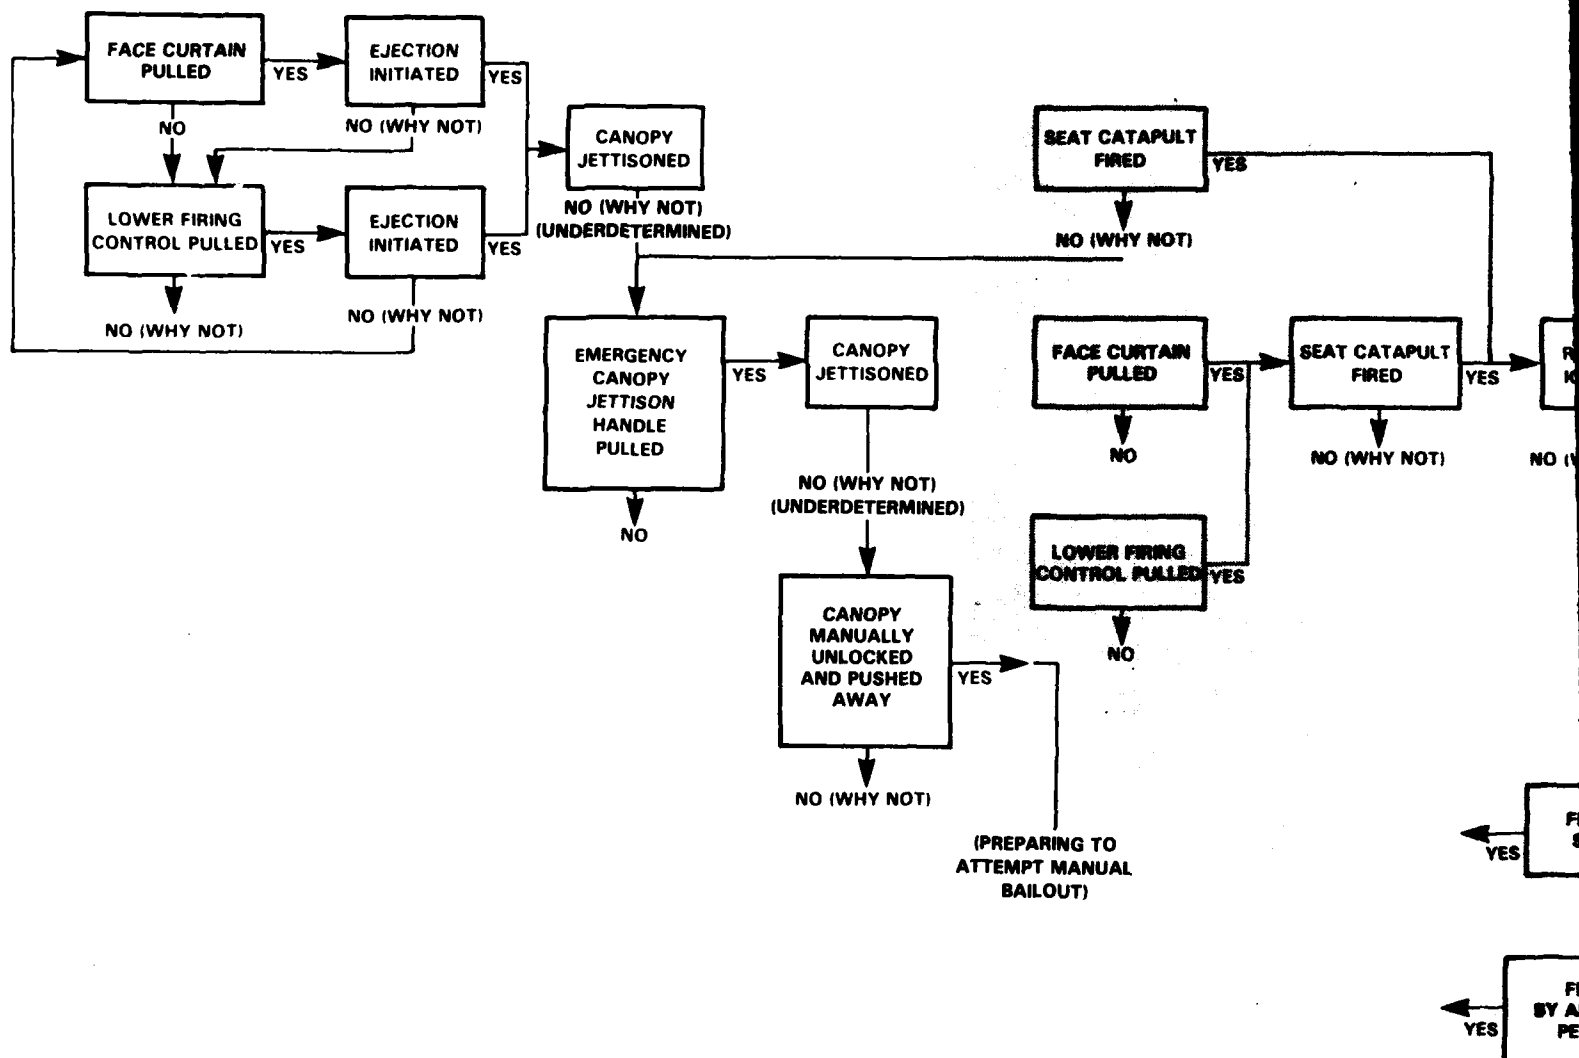 FACE CURTAIN
PULLED
YES
NO
EJECTION
INITIATED
YES
NO (WHY NOT)
LOWER FIRING
CONTROL PULLED
YES
NO (WHY NOT)
EJECTION
INITIATED
YES
NO (WHY NOT)
CANOPY
JETTISONED
NO (WHY NOT)
(UNDERDETERMINED)
EMERGENCY
CANOPY
JETTISON
HANDLE
PULLED
YES
NO
CANOPY
JETTISONED
NO (WHY NOT)
(UNDERDETERMINED)
CANOPY
MANUALLY
UNLOCKED
AND PUSHED
AWAY
YES
NO (WHY NOT)
(PREPARING TO
ATTEMPT MANUAL
BAILOUT)
SEAT CATAPULT
FIRED
YES
NO (WHY NOT)
FACE CURTAIN
PULLED
YES
NO
LOWER FIRING
CONTROL PULLED
YES
NO
SEAT CATAPULT
FIRED
YES
NO (WHY NOT)
NO
YES
YES
BY